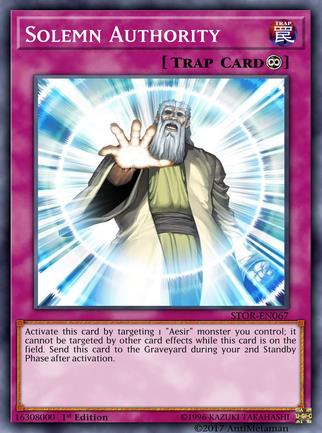 SOLEMN AUTHORITY
TRAP
罠
[TRAP CARD]
STOR-EN067
Activate this card by targeting 1 "Aesir" monster you control; it
cannot be targeted by other card effects while this card is on the
field. Send this card to the Graveyard during your 2nd Standby
Phase after activation.
16308000 1st Edition
©1996 KAZUKI TAKAHASHI
©2017 AntiMetaman